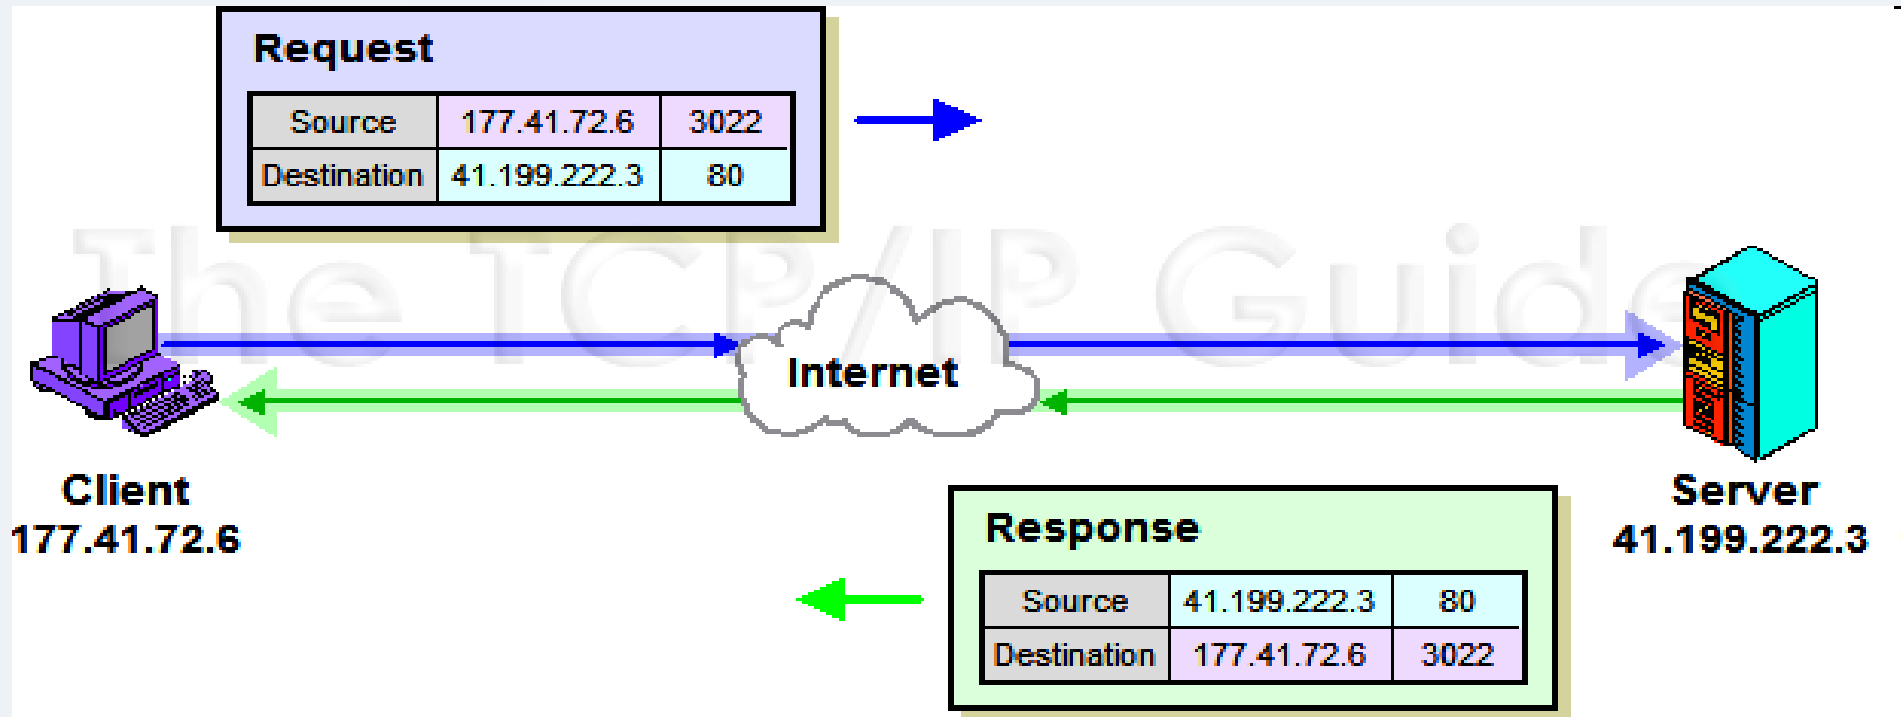 Request
Source 177.41.72.6 3022
Destination 41.199.222.3 80
The TCP/IP Guide
Internet
Client
177.41.72.6
Server
41.199.222.3
Response
Source 41.199.222.3 80
Destination 177.41.72.6 3022